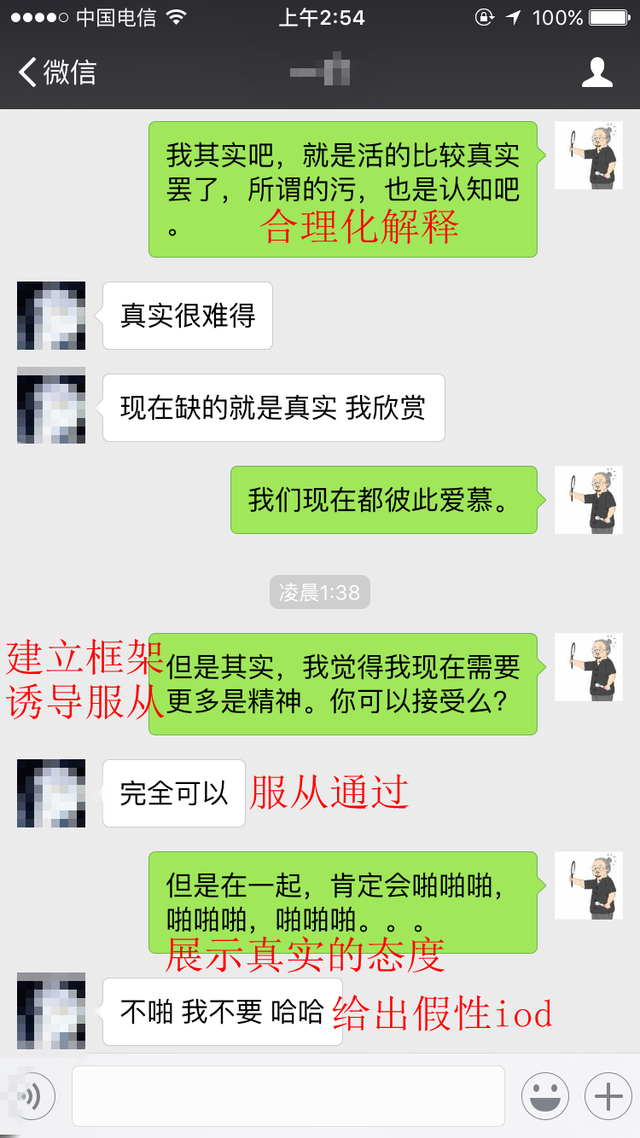 中国电信
上午2:54
100%
微信
我其实吧，就是活的比较真实
罢了，所谓的污，也是认知吧
。
合理化解释
真实很难得
现在缺的就是真实 我欣赏
我们现在都彼此爱慕。
凌晨1:38
建立框架
诱导服从
但是其实，我觉得我现在需要
更多是精神。你可以接受么？
完全可以
服从通过
但是在一起，肯定会啪啪啪，
啪啪啪，啪啪啪。。。
展示真实的态度
不啪 我不要 哈哈
给出假性iod